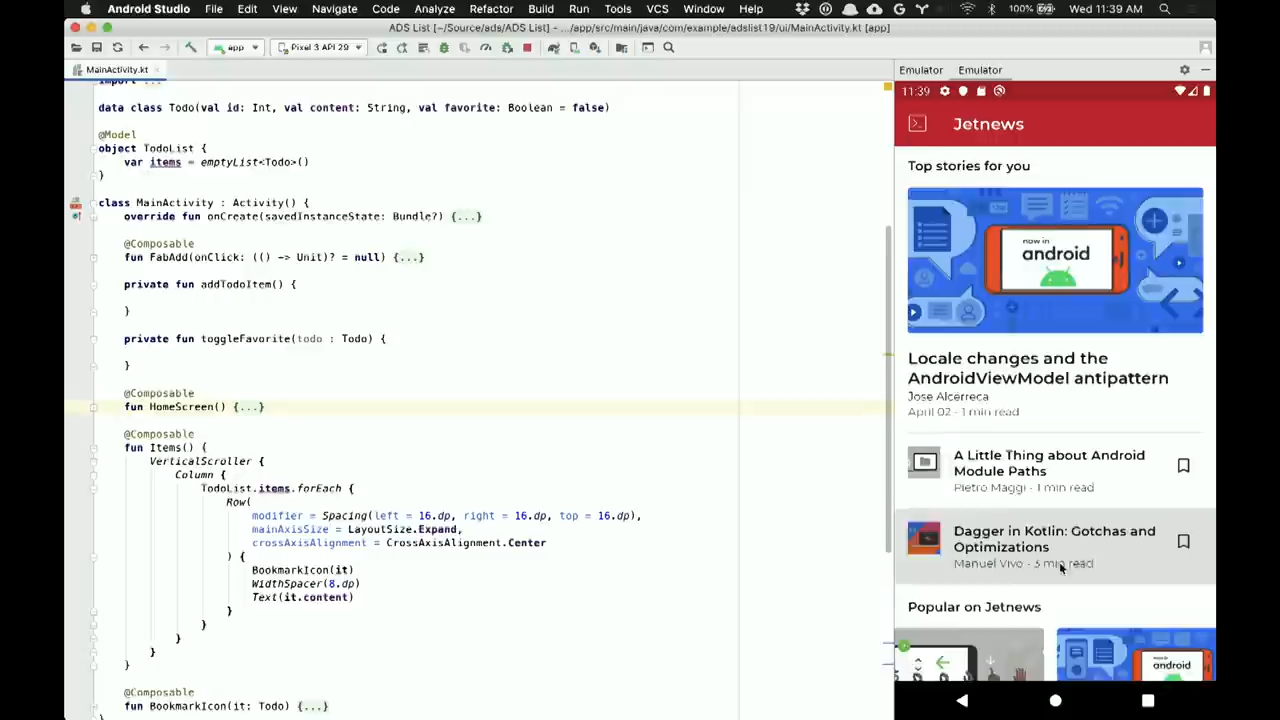 Android Studio File Edit View Navigate Code Analyze Refactor Build Run Tools VCS Window Help 100% Wed 11:39 AM
ADS List [~/Source/ads/ADS List] - .../app/src/main/java/com/example/adslist19/ui/MainActivity.kt [app]
app Pixel 3 API 29
MainActivity.kt
import ...
data class Todo(val id: Int, val content: String, val favorite: Boolean = false)
@Model
object TodoList {
var items = emptyList<Todo>()
}
class MainActivity : Activity() {
override fun onCreate(savedInstanceState: Bundle?) {...}
@Composable
fun FabAdd(onClick: (() -> Unit)? = null) {...}
private fun addTodoItem() {
}
private fun toggleFavorite(todo : Todo) {
}
@Composable
fun HomeScreen() {...}
@Composable
fun Items() {
VerticalScroller {
Column {
TodoList.items.forEach {
Row(
modifier = Spacing(left = 16.dp, right = 16.dp, top = 16.dp),
mainAxisSize = LayoutSize.Expand,
crossAxisAlignment = CrossAxisAlignment.Center
) {
BookmarkIcon(it)
WidthSpacer(8.dp)
Text(it.content)
}
}
}
}
}
@Composable
fun BookmarkIcon(it: Todo) {...}
}
Emulator Emulator
11:39
Jetnews
Top stories for you
now in
android
Locale changes and the
AndroidViewModel antipattern
Jose Alcérreca
April 02 - 1 min read
A Little Thing about Android
Module Paths
Pietro Maggi - 1 min read
Dagger in Kotlin: Gotchas and
Optimizations
Manuel Vivo - 3 min read
Popular on Jetnews
now in
android